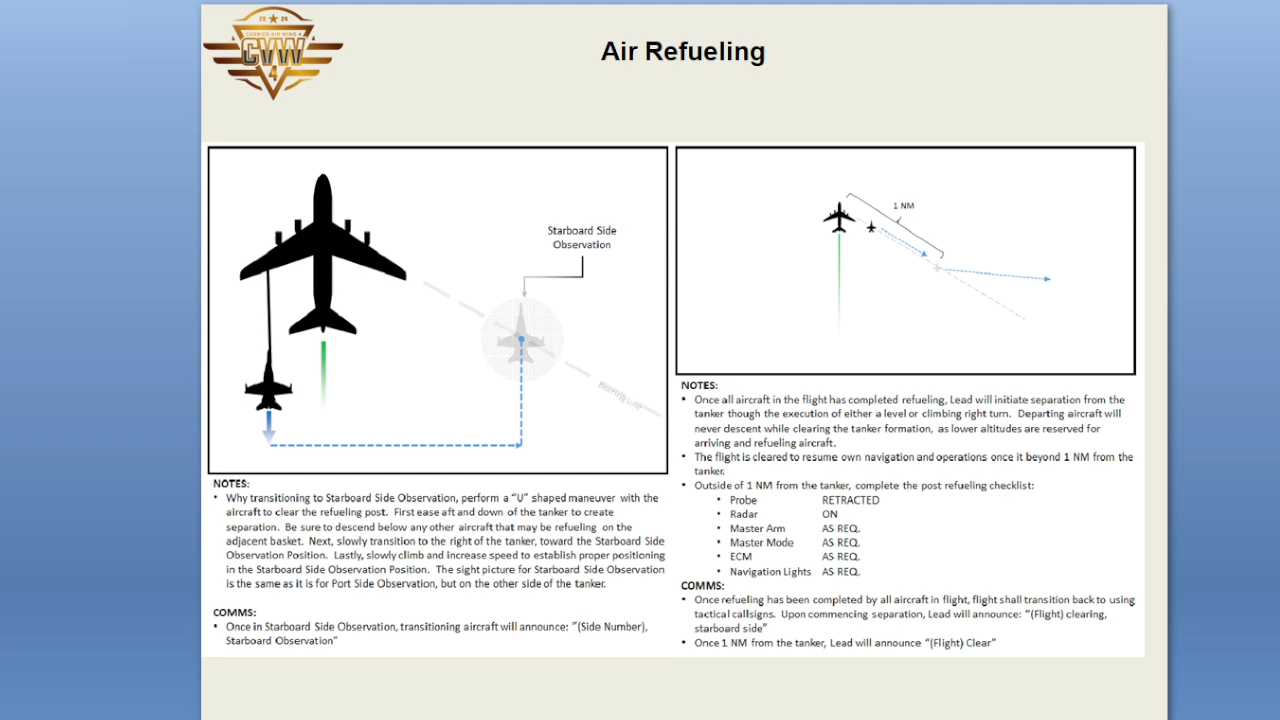 20 ★ 24
CARRIER AIR WING 4
CVW
4
Air Refueling
Starboard Side
Observation
Bearing Line
NOTES:
• Why transitioning to Starboard Side Observation, perform a “U” shaped maneuver with the
aircraft to clear the refueling post. First ease aft and down of the tanker to create
separation. Be sure to descend below any other aircraft that may be refueling on the
adjacent basket. Next, slowly transition to the right of the tanker, toward the Starboard Side
Observation Position. Lastly, slowly climb and increase speed to establish proper positioning
in the Starboard Side Observation Position. The sight picture for Starboard Side Observation
is the same as it is for Port Side Observation, but on the other side of the tanker.
COMMS:
• Once in Starboard Side Observation, transitioning aircraft will announce: “(Side Number),
Starboard Observation”
1 NM
NOTES:
• Once all aircraft in the flight has completed refueling, Lead will initiate separation from the
tanker though the execution of either a level or climbing right turn. Departing aircraft will
never descent while clearing the tanker formation, as lower altitudes are reserved for
arriving and refueling aircraft.
• The flight is cleared to resume own navigation and operations once it beyond 1 NM from the
tanker.
• Outside of 1 NM from the tanker, complete the post refueling checklist:
• Probe RETRACTED
• Radar ON
• Master Arm AS REQ.
• Master Mode AS REQ.
• ECM AS REQ.
• Navigation Lights AS REQ.
COMMS:
• Once refueling has been completed by all aircraft in flight, flight shall transition back to using
tactical callsigns. Upon commencing separation, Lead will announce: “(Flight) clearing,
starboard side”
• Once 1 NM from the tanker, Lead will announce “(Flight) Clear”